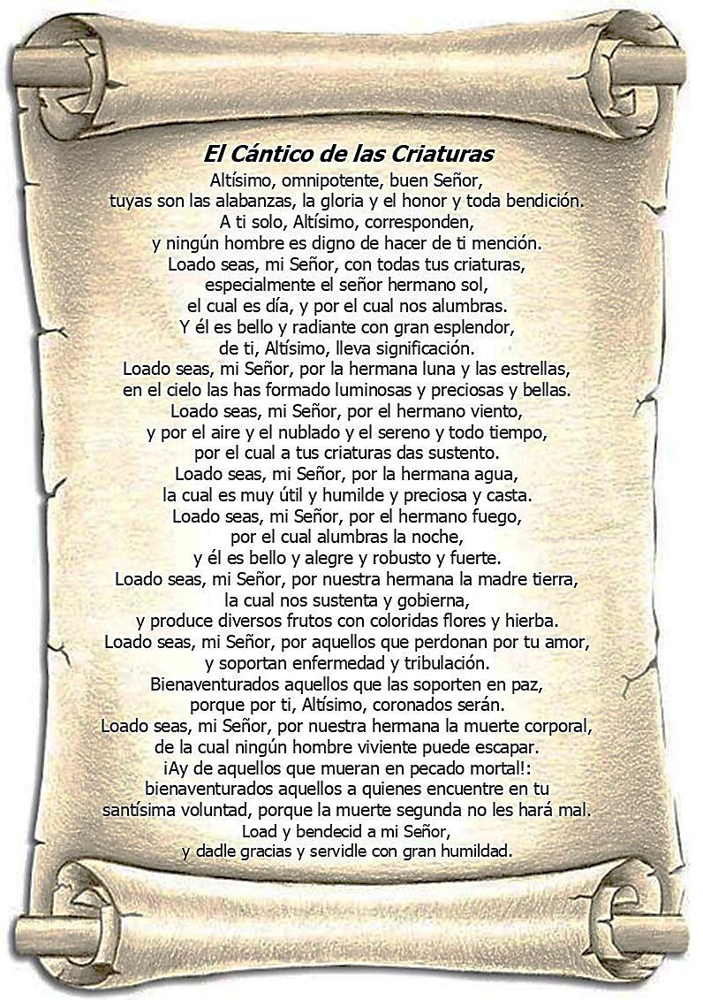 El Cántico de las Criaturas
Altísimo, omnipotente, buen Señor,
tuyas son las alabanzas, la gloria y el honor y toda bendición.
A ti solo, Altísimo, corresponden,
y ningún hombre es digno de hacer de ti mención.
Loado seas, mi Señor, con todas tus criaturas,
especialmente el señor hermano sol,
el cual es día, y por el cual nos alumbras.
Y él es bello y radiante con gran esplendor,
de ti, Altísimo, lleva significación.
Loado seas, mi Señor, por la hermana luna y las estrellas,
en el cielo las has formado luminosas y preciosas y bellas.
Loado seas, mi Señor, por el hermano viento,
y por el aire y el nublado y el sereno y todo tiempo,
por el cual a tus criaturas das sustento.
Loado seas, mi Señor, por la hermana agua,
la cual es muy útil y humilde y preciosa y casta.
Loado seas, mi Señor, por el hermano fuego,
por el cual alumbras la noche,
y él es bello y alegre y robusto y fuerte.
Loado seas, mi Señor, por nuestra hermana la madre tierra,
la cual nos sustenta y gobierna,
y produce diversos frutos con coloridas flores y hierba.
Loado seas, mi Señor, por aquellos que perdonan por tu amor,
y soportan enfermedad y tribulación.
Bienaventurados aquellos que las soporten en paz,
porque por ti, Altísimo, coronados serán.
Loado seas, mi Señor, por nuestra hermana la muerte corporal,
de la cual ningún hombre viviente puede escapar.
¡Ay de aquellos que mueran en pecado mortal!:
bienaventurados aquellos a quienes encuentre en tu
santísima voluntad, porque la muerte segunda no les hará mal.
Load y bendecid a mi Señor,
y dadle gracias y servidle con gran humildad.